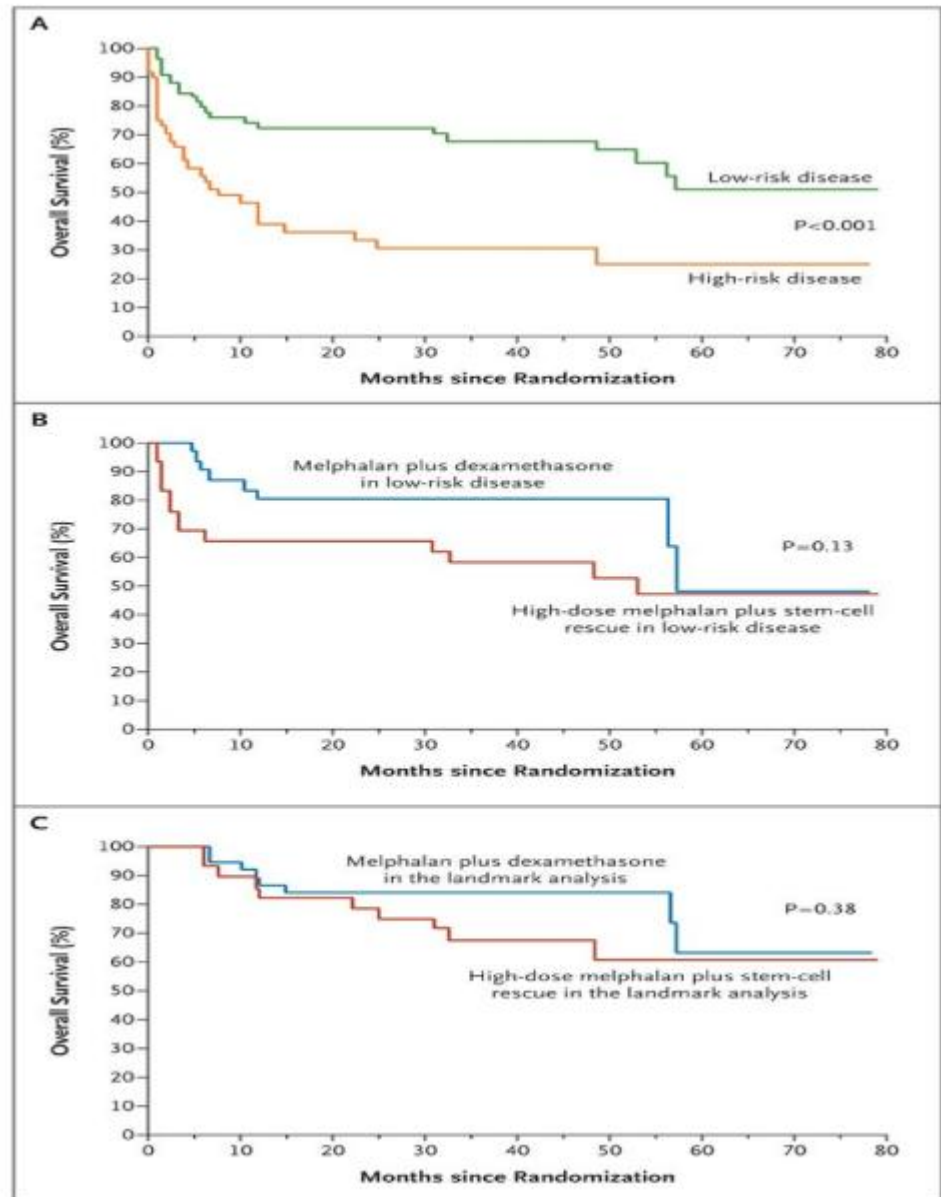 A
Overall Survival (%)
100
90
80
70
60
50
40
30
20
10
0
Low-risk disease
P<0.001
High-risk disease
0 10 20 30 40 50 60 70 80
Months since Randomization
B
Overall Survival (%)
100
90
80
70
60
50
40
30
20
10
0
Melphalan plus dexamethasone
in low-risk disease
P=0.13
High-dose melphalan plus stem-cell
rescue in low-risk disease
0 10 20 30 40 50 60 70 80
Months since Randomization
C
Overall Survival (%)
100
90
80
70
60
50
40
30
20
10
0
Melphalan plus dexamethasone
in the landmark analysis
P=0.38
High-dose melphalan plus stem-cell
rescue in the landmark analysis
0 10 20 30 40 50 60 70 80
Months since Randomization